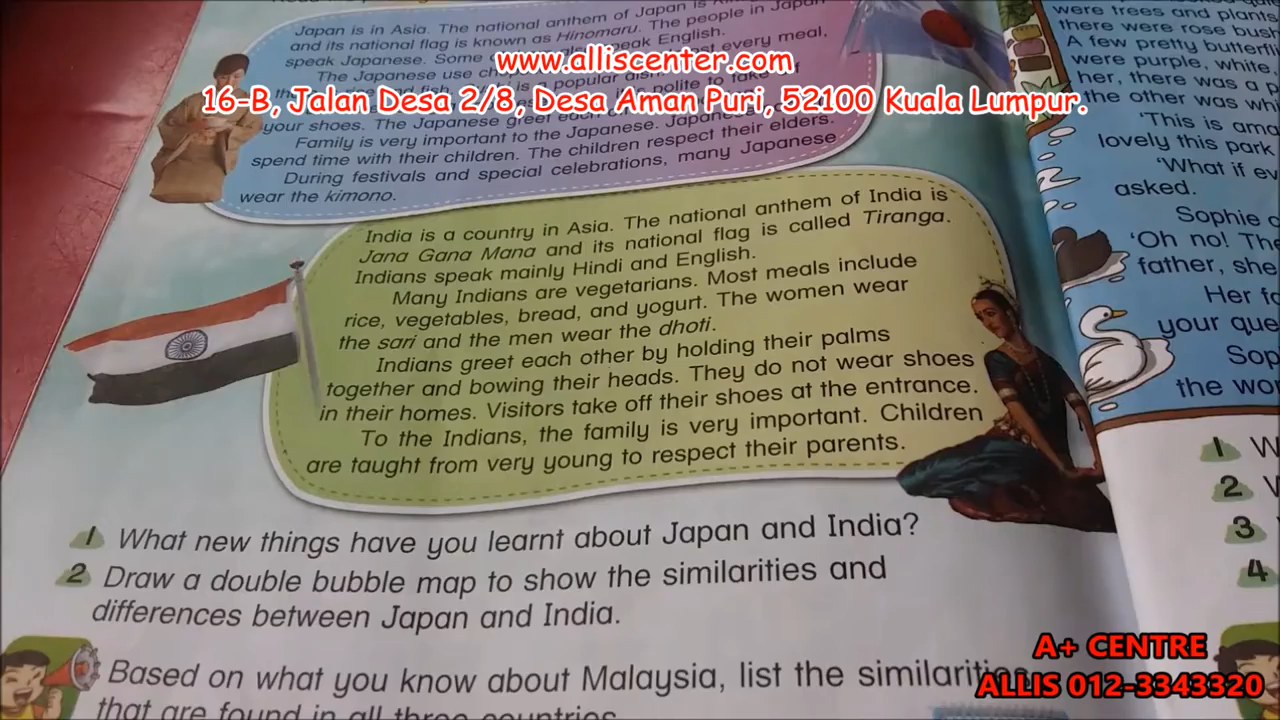 Japan is in Asia. The national anthem of Japan is
and its national flag is known as Hinomaru. The people in Japan
speak Japanese. Some also speak English.
www.alliscenter.com
The Japanese use every meal,
is a popular polite to take
16-B, Jalan Desa 2/8, Desa Aman Puri, 52100 Kuala Lumpur.
your shoes. The Japanese greet each
Family is very important to the Japanese. Japanese
spend time with their children. The children respect their elders.
During festivals and special celebrations, many Japanese
wear the kimono.
India is a country in Asia. The national anthem of India is
Jana Gana Mana and its national flag is called Tiranga.
Indians speak mainly Hindi and English.
Many Indians are vegetarians. Most meals include
rice, vegetables, bread, and yogurt. The women wear
the sari and the men wear the dhoti.
Indians greet each other by holding their palms
together and bowing their heads. They do not wear shoes
in their homes. Visitors take off their shoes at the entrance.
To the Indians, the family is very important. Children
are taught from very young to respect their parents.
1 What new things have you learnt about Japan and India?
2 Draw a double bubble map to show the similarities and
differences between Japan and India.
Based on what you know about Malaysia, list the similarities
that are found in all three countries.
were trees and plants
there were rose bush
A few pretty butterfl
were purple, white,
her, there was a p
the other was whi
'This is ama
lovely this park
'What if ev
asked.
Sophie
'Oh no! The
father, she
Her fa
your que
Sop
the wor
1 W
2
3
4
A+ CENTRE
ALLIS 012-3343320